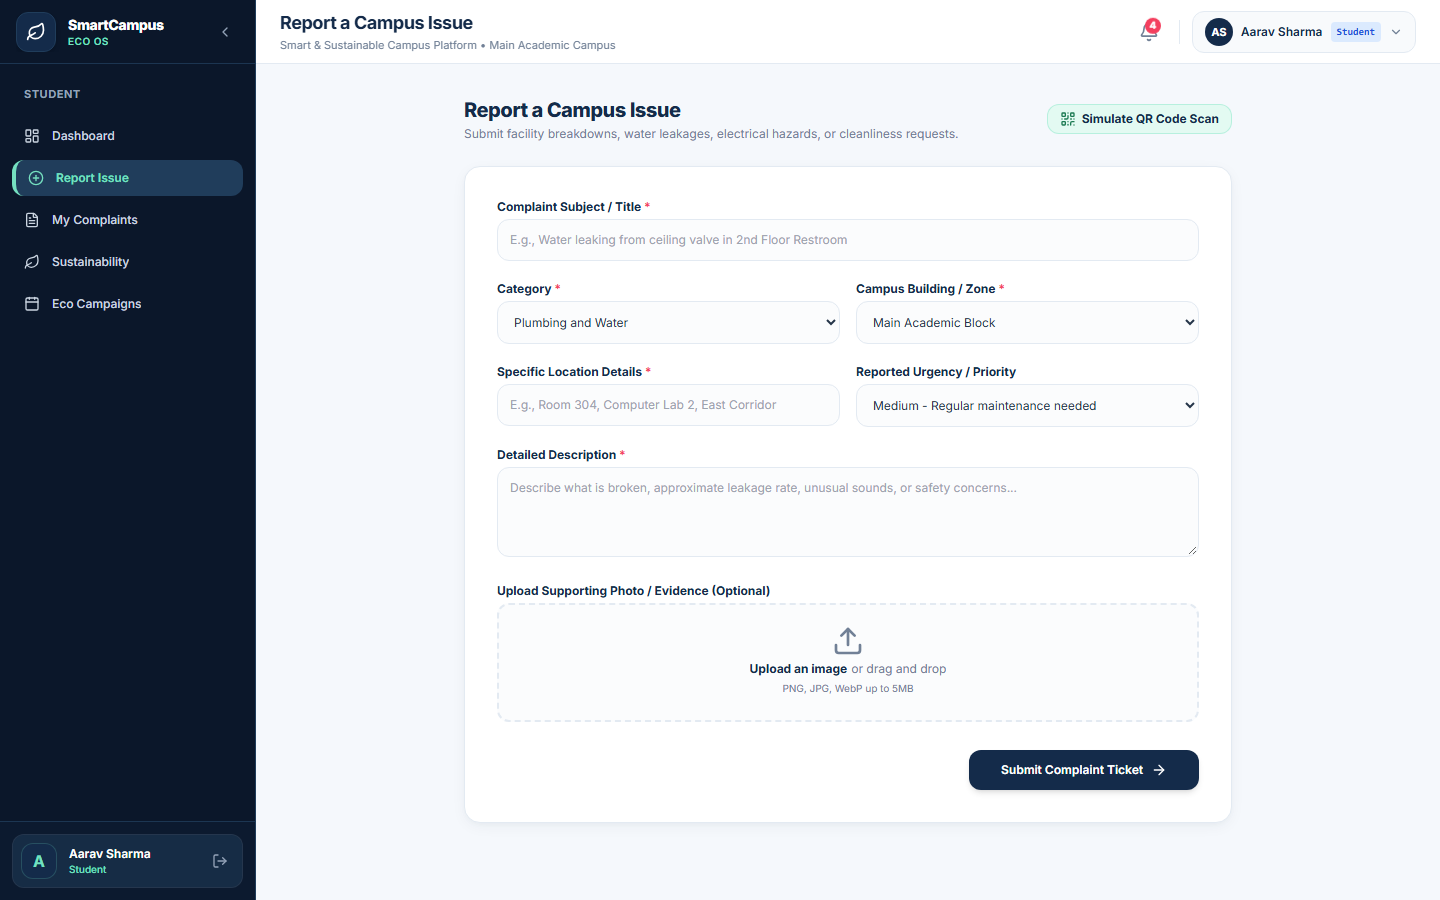 SmartCampus
ECO OS
STUDENT
Dashboard
Report Issue
My Complaints
Sustainability
Eco Campaigns
A
Aarav Sharma
Student
Report a Campus Issue
Smart & Sustainable Campus Platform • Main Academic Campus
4
AS
Aarav Sharma
Student
Report a Campus Issue
Submit facility breakdowns, water leakages, electrical hazards, or cleanliness requests.
Simulate QR Code Scan
Complaint Subject / Title *
E.g., Water leaking from ceiling valve in 2nd Floor Restroom
Category *
Plumbing and Water
Campus Building / Zone *
Main Academic Block
Specific Location Details *
E.g., Room 304, Computer Lab 2, East Corridor
Reported Urgency / Priority
Medium - Regular maintenance needed
Detailed Description *
Describe what is broken, approximate leakage rate, unusual sounds, or safety concerns...
Upload Supporting Photo / Evidence (Optional)
Upload an image or drag and drop
PNG, JPG, WebP up to 5MB
Submit Complaint Ticket